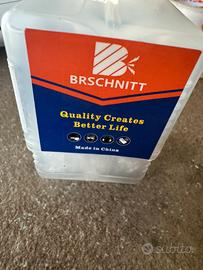 BRSCHNITT
Quality Creates
Better Life
Made in China
subito